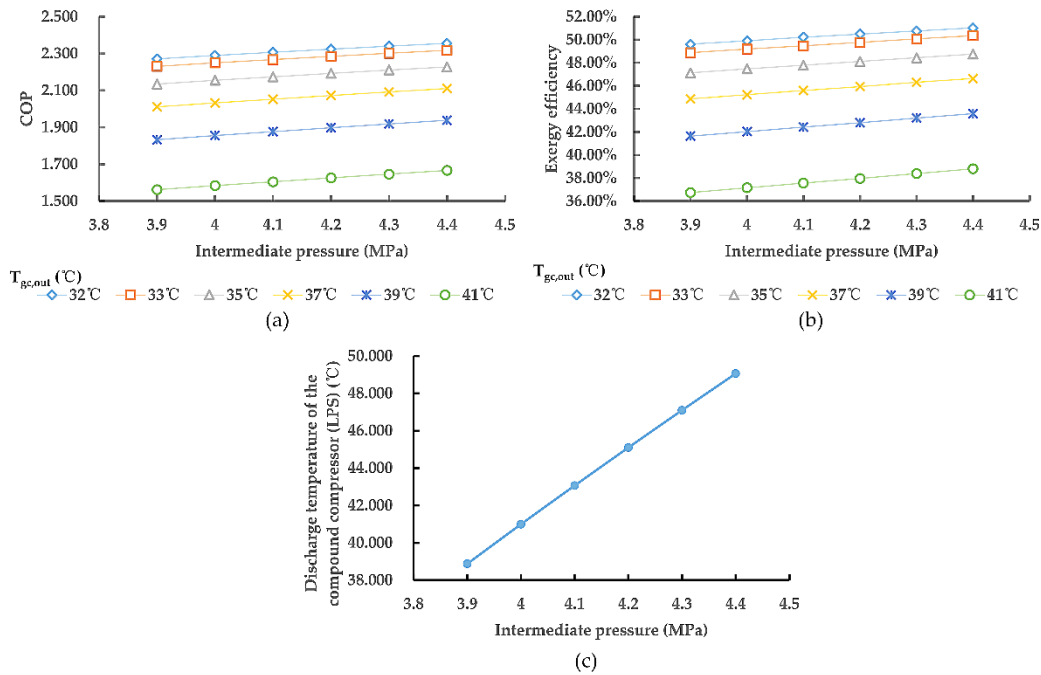 2.500
2.300
2.100
1.900
1.700
1.500
COP
3.8 3.9 4 4.1 4.2 4.3 4.4 4.5
Intermediate pressure (MPa)
Tgc,out (℃)
32℃ 33℃ 35℃ 37℃ 39℃ 41℃
(a)
52.00%
50.00%
48.00%
46.00%
44.00%
42.00%
40.00%
38.00%
36.00%
Exergy efficiency
3.8 3.9 4 4.1 4.2 4.3 4.4 4.5
Intermediate pressure (MPa)
Tgc,out (℃)
32℃ 33℃ 35℃ 37℃ 39℃ 41℃
(b)
50.000
48.000
46.000
44.000
42.000
40.000
38.000
Discharge temperature of the
compound compressor (LPS) (℃)
3.8 3.9 4 4.1 4.2 4.3 4.4 4.5
Intermediate pressure (MPa)
(c)